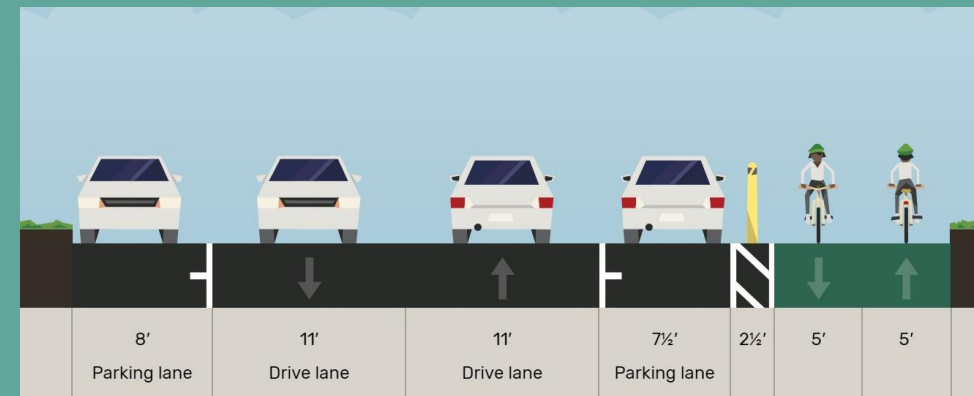 8′ 11′ 11′ 7½′ 2½′ 5′ 5′
Parking lane Drive lane Drive lane Parking lane